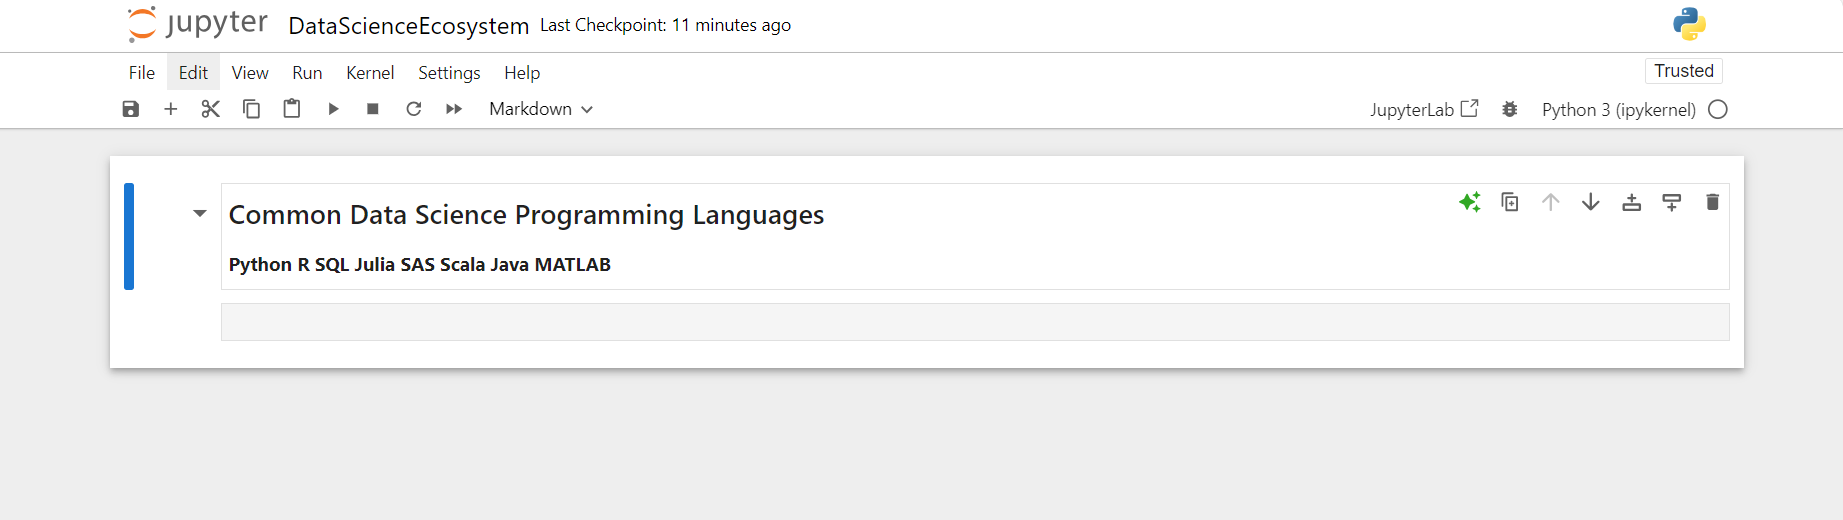 jupyter DataScienceEcosystem Last Checkpoint: 11 minutes ago
File Edit View Run Kernel Settings Help Trusted
Markdown JupyterLab Python 3 (ipykernel)
Common Data Science Programming Languages
Python R SQL Julia SAS Scala Java MATLAB